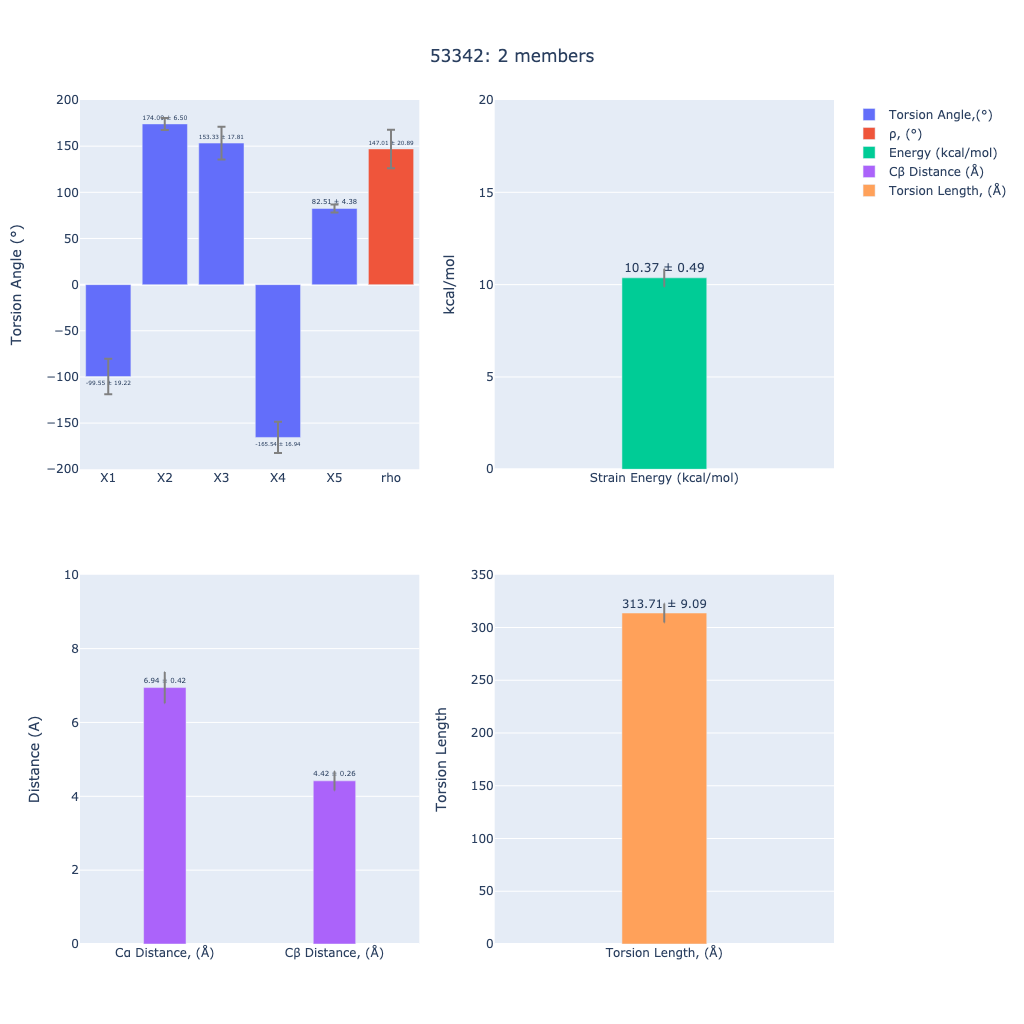 53342: 2 members
Torsion Angle (°)
200
150
100
50
0
−50
−100
−150
−200
-99.55 ± 19.22
174.09 ± 6.50
153.33 ± 17.81
-165.54 ± 16.94
82.51 ± 4.38
147.01 ± 20.89
X1 X2 X3 X4 X5 rho
kcal/mol
20
15
10
5
0
10.37 ± 0.49
Strain Energy (kcal/mol)
Torsion Angle,(°)
ρ, (°)
Energy (kcal/mol)
Cβ Distance (Å)
Torsion Length, (Å)
Distance (A)
10
8
6
4
2
0
6.94 ± 0.42
4.42 ± 0.26
Cα Distance, (Å) Cβ Distance, (Å)
Torsion Length
350
300
250
200
150
100
50
0
313.71 ± 9.09
Torsion Length, (Å)